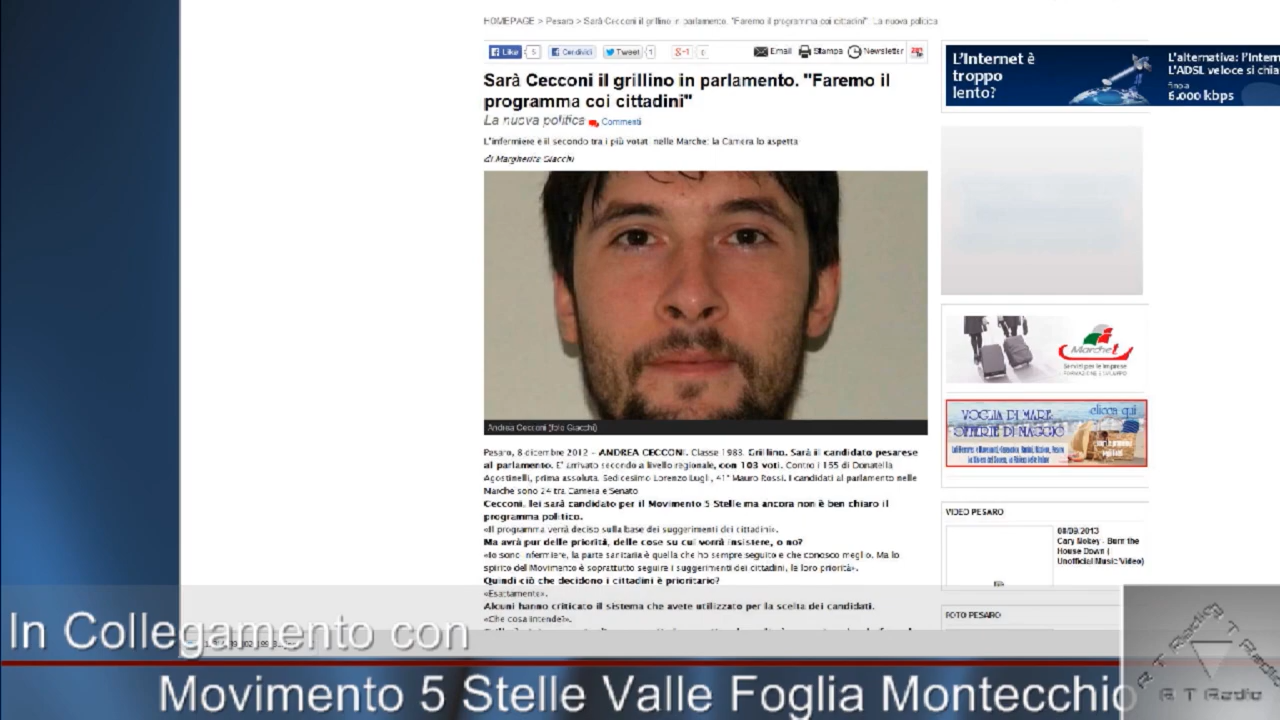 HOMEPAGE > Pesaro > Sarà Cecconi il grillino in parlamento. "Faremo il programma coi cittadini". La nuova politica
Like 5 Condividi Tweet 1 +1 0 Email Stampa Newsletter
Sarà Cecconi il grillino in parlamento. "Faremo il
programma coi cittadini"
La nuova politica Commenti
L'infermiere è il secondo tra i più votati nelle Marche: la Camera lo aspetta
di Margherita Giacchi
Andrea Cecconi (foto Giacchi)
Pesaro, 8 dicembre 2012 - ANDREA CECCONI. Classe 1983. Grillino. Sarà il candidato pesarese
al parlamento. E' arrivato secondo a livello regionale, con 103 voti. Contro i 155 di Donatella
Agostinelli, prima assoluta. Sedicesimo Lorenzo Lugli, 41° Mauro Rossi. I candidati al parlamento nelle
Marche sono 24 tra Camera e Senato
Cecconi, lei sarà candidato per il Movimento 5 Stelle ma ancora non è ben chiaro il
programma politico.
«Il programma verrà deciso sulla base dei suggerimenti dei cittadini».
Ma avrà pur delle priorità, delle cose su cui vorrà insistere, o no?
«Io sono infermiere, la parte sanitaria è quella che ho sempre seguito e che conosco meglio. Ma lo
spirito del Movimento è soprattutto seguire i suggerimenti dei cittadini, le loro priorità».
Quindi ciò che decidono i cittadini è prioritario?
«Esattamente».
Alcuni hanno criticato il sistema che avete utilizzato per la scelta dei candidati.
«Che cosa intende?».
L'Internet è
troppo
lento?
L'alternativa: l'Intern
L'ADSL veloce si chia
fino a
6.000 kbps
Marchet
Servizi per le Imprese
VOGLIA DI MARE
OFFERTE DI MAGGIO
clicca qui
VIDEO PESARO
08/09/2013
Cary Nokey - Burn the
House Down (
Unofficial Music Video)
FOTO PESARO
In Collegamento con
Movimento 5 Stelle Valle Foglia Montecchio
R T Radio